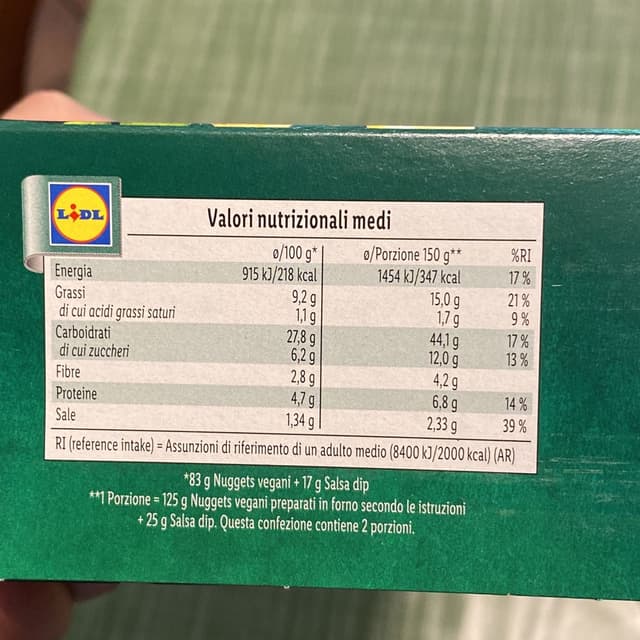 LIDL
Valori nutrizionali medi
ø/100 g* ø/Porzione 150 g** %RI
Energia 915 kJ/218 kcal 1454 kJ/347 kcal 17 %
Grassi 9,2 g 15,0 g 21 %
di cui acidi grassi saturi 1,1 g 1,7 g 9 %
Carboidrati 27,8 g 44,1 g 17 %
di cui zuccheri 6,2 g 12,0 g 13 %
Fibre 2,8 g 4,2 g
Proteine 4,7 g 6,8 g 14 %
Sale 1,34 g 2,33 g 39 %
RI (reference intake) = Assunzioni di riferimento di un adulto medio (8400 kJ/2000 kcal) (AR)
*83 g Nuggets vegani + 17 g Salsa dip
**1 Porzione = 125 g Nuggets vegani preparati in forno secondo le istruzioni
+ 25 g Salsa dip. Questa confezione contiene 2 porzioni.